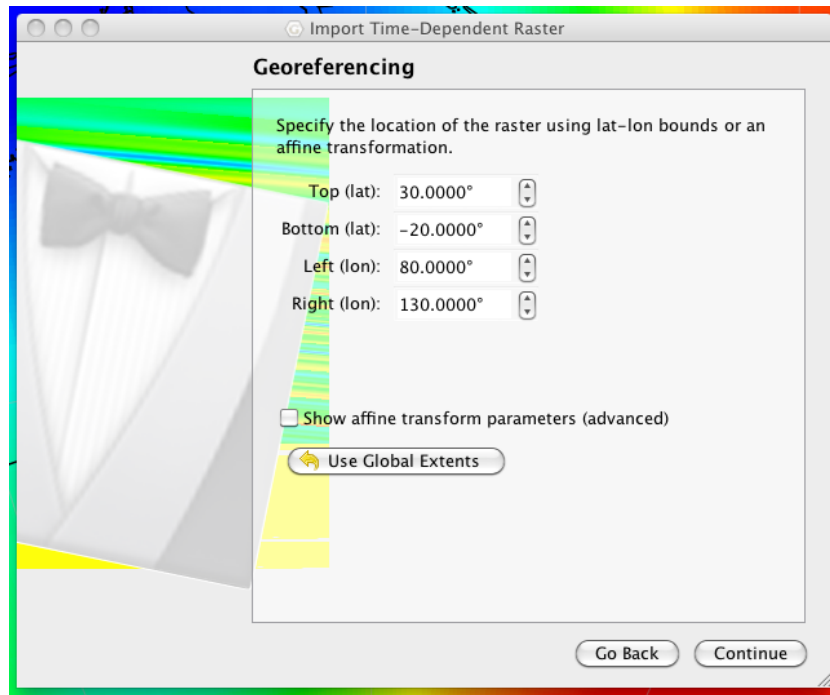 Import Time-Dependent Raster
Georeferencing
Specify the location of the raster using lat-lon bounds or an
affine transformation.
Top (lat): 30.0000°
Bottom (lat): -20.0000°
Left (lon): 80.0000°
Right (lon): 130.0000°
Show affine transform parameters (advanced)
Use Global Extents
Go Back Continue